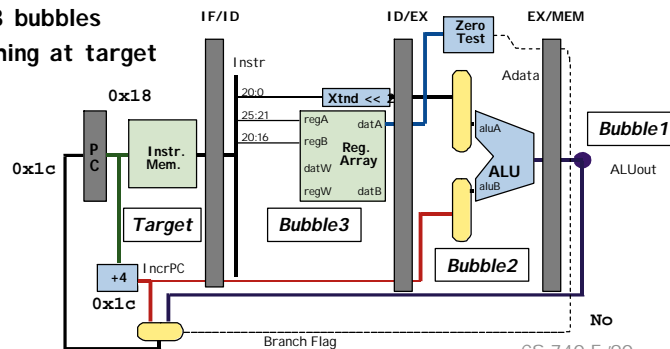 3 bubbles
ning at target
IF/ID
ID/EX
EX/MEM
Zero
Test
Instr
Adata
20:0
Xtnd << 2
0x18
25:21
regA
datA
aluA
Bubble1
P
C
Instr.
Mem.
20:16
regB
Reg.
Array
0x1c
datW
ALU
ALUout
regW
datB
aluB
Target
Bubble3
Bubble2
+4
IncrPC
0x1c
No
Branch Flag